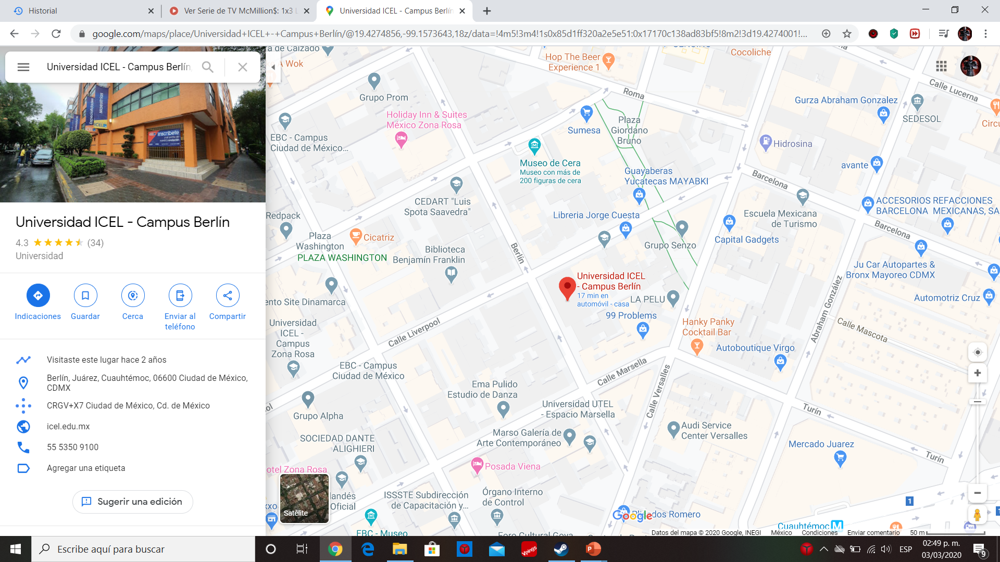 Historial
Ver Serie de TV McMillion$: 1x3
Universidad ICEL - Campus Berlín
google.com/maps/place/Universidad+ICEL+-+Campus+Berlín/@19.4274856,-99.1573643,18z/data=!4m5!3m4!1s0x85d1ff320a2e5e51:0x17170c138ad83bf5!8m2!3d19.4274001!...
Universidad ICEL - Campus Berlín,
Especialidades
Maestrías
ICEL
inscríbete
Universidad ICEL - Campus Berlín
4.3 (34)
Universidad
Indicaciones
Guardar
Cerca
Enviar al
teléfono
Compartir
Visitaste este lugar hace 2 años
Berlín, Juárez, Cuauhtémoc, 06600 Ciudad de México,
CDMX
CRGV+X7 Ciudad de México, Cd. de México
icel.edu.mx
55 5350 9100
Agregar una etiqueta
Sugerir una edición
a de Calzado
A Wok
Hop The Beer
Experience 1
Cocoliche
Calle Lucerna
Grupo Prom
Roma
Gurza Abraham Gonzalez
SEDESOL
Circu
Holiday Inn & Suites
México Zona Rosa
EBC - Campus
Ciudad de México...
Sumesa
Plaza
Giordano
Bruno
Hidrosina
Museo de Cera
Museo con más de
200 figuras de cera
Guayaberas
Yucatecas MAYABKI
avante
Barcelona
CEDART "Luis
Spota Saavedra"
Redpack
Libreria Jorge Cuesta
Escuela Mexicana
de Turismo
ACCESORIOS REFACCIONES
BARCELONA MEXICANAS, SA
Barcelona
Plaza
Washington
Cicatriz
PLAZA WASHINGTON
Biblioteca
Benjamín Franklin
Berlín
Grupo Senzo
Capital Gadgets
Ju Car Autopartes &
Bronx Mayoreo CDMX
Universidad ICEL
- Campus Berlín
17 min en
automóvil - casa
LA PELU
99 Problems
Abraham González
Automotriz Cruz
ento Site Dinamarca
Universidad
ICEL -
Campus
Zona Rosa
Calle Liverpool
Hanky Panky
Cocktail Bar
Calle Mascota
Autoboutique Virgo
EBC - Campus
Ciudad de México
Calle Marsella
Calle Versalles
Ema Pulido
Estudio de Danza
Universidad UTEL
- Espacio Marsella
Turín
Grupo Alpha
SOCIEDAD DANTE
ALIGHIERI
Marso Galería de
Arte Contemporáneo
Audi Service
Center Versalles
Mercado Juarez
Turín
otel Zona Rosa
Posada Viena
landés
Oficial
ISSSTE Subdirección
de Capacitación y...
Órgano Interno
de Control
xxo
Satélite
EBC - Museo
Foro Cultural Goya
Google
dos Romero
1
Cuauhtémoc
M
Datos del mapa © 2020 Google, INEGI
México
Condiciones
Enviar comentario
50 m
Escribe aquí para buscar
Vpings
ESP
02:49 p. m.
03/03/2020
9